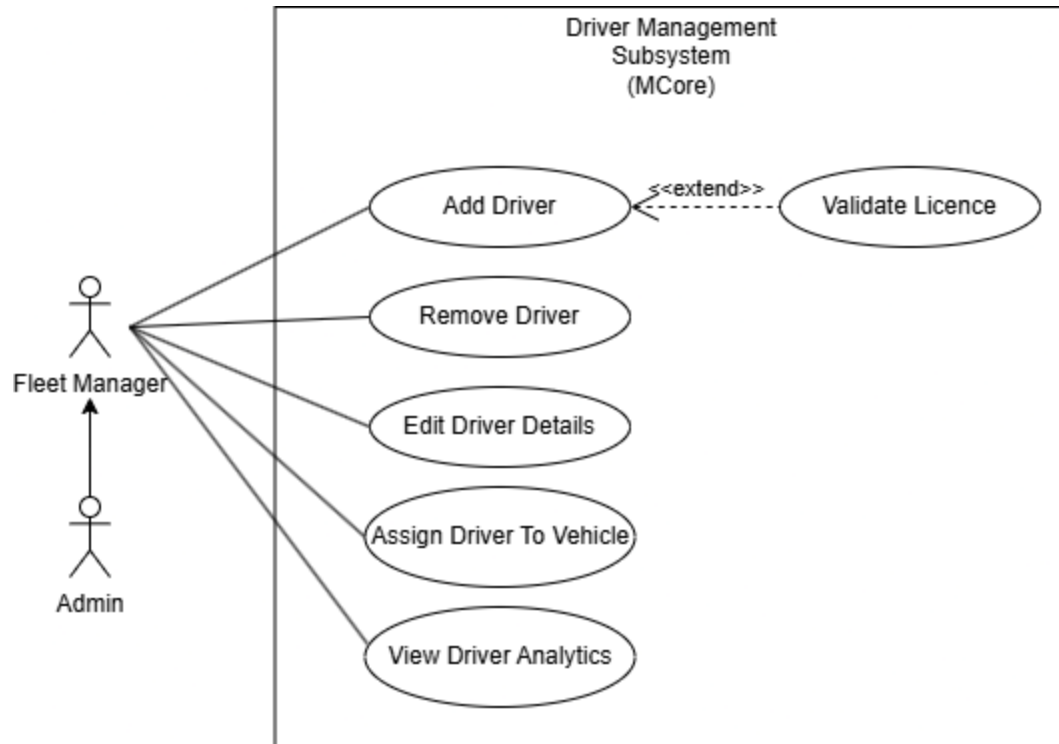 Driver Management
Subsystem
(MCore)
Add Driver
<<extend>>
Validate Licence
Remove Driver
Fleet Manager
Edit Driver Details
Assign Driver To Vehicle
Admin
View Driver Analytics